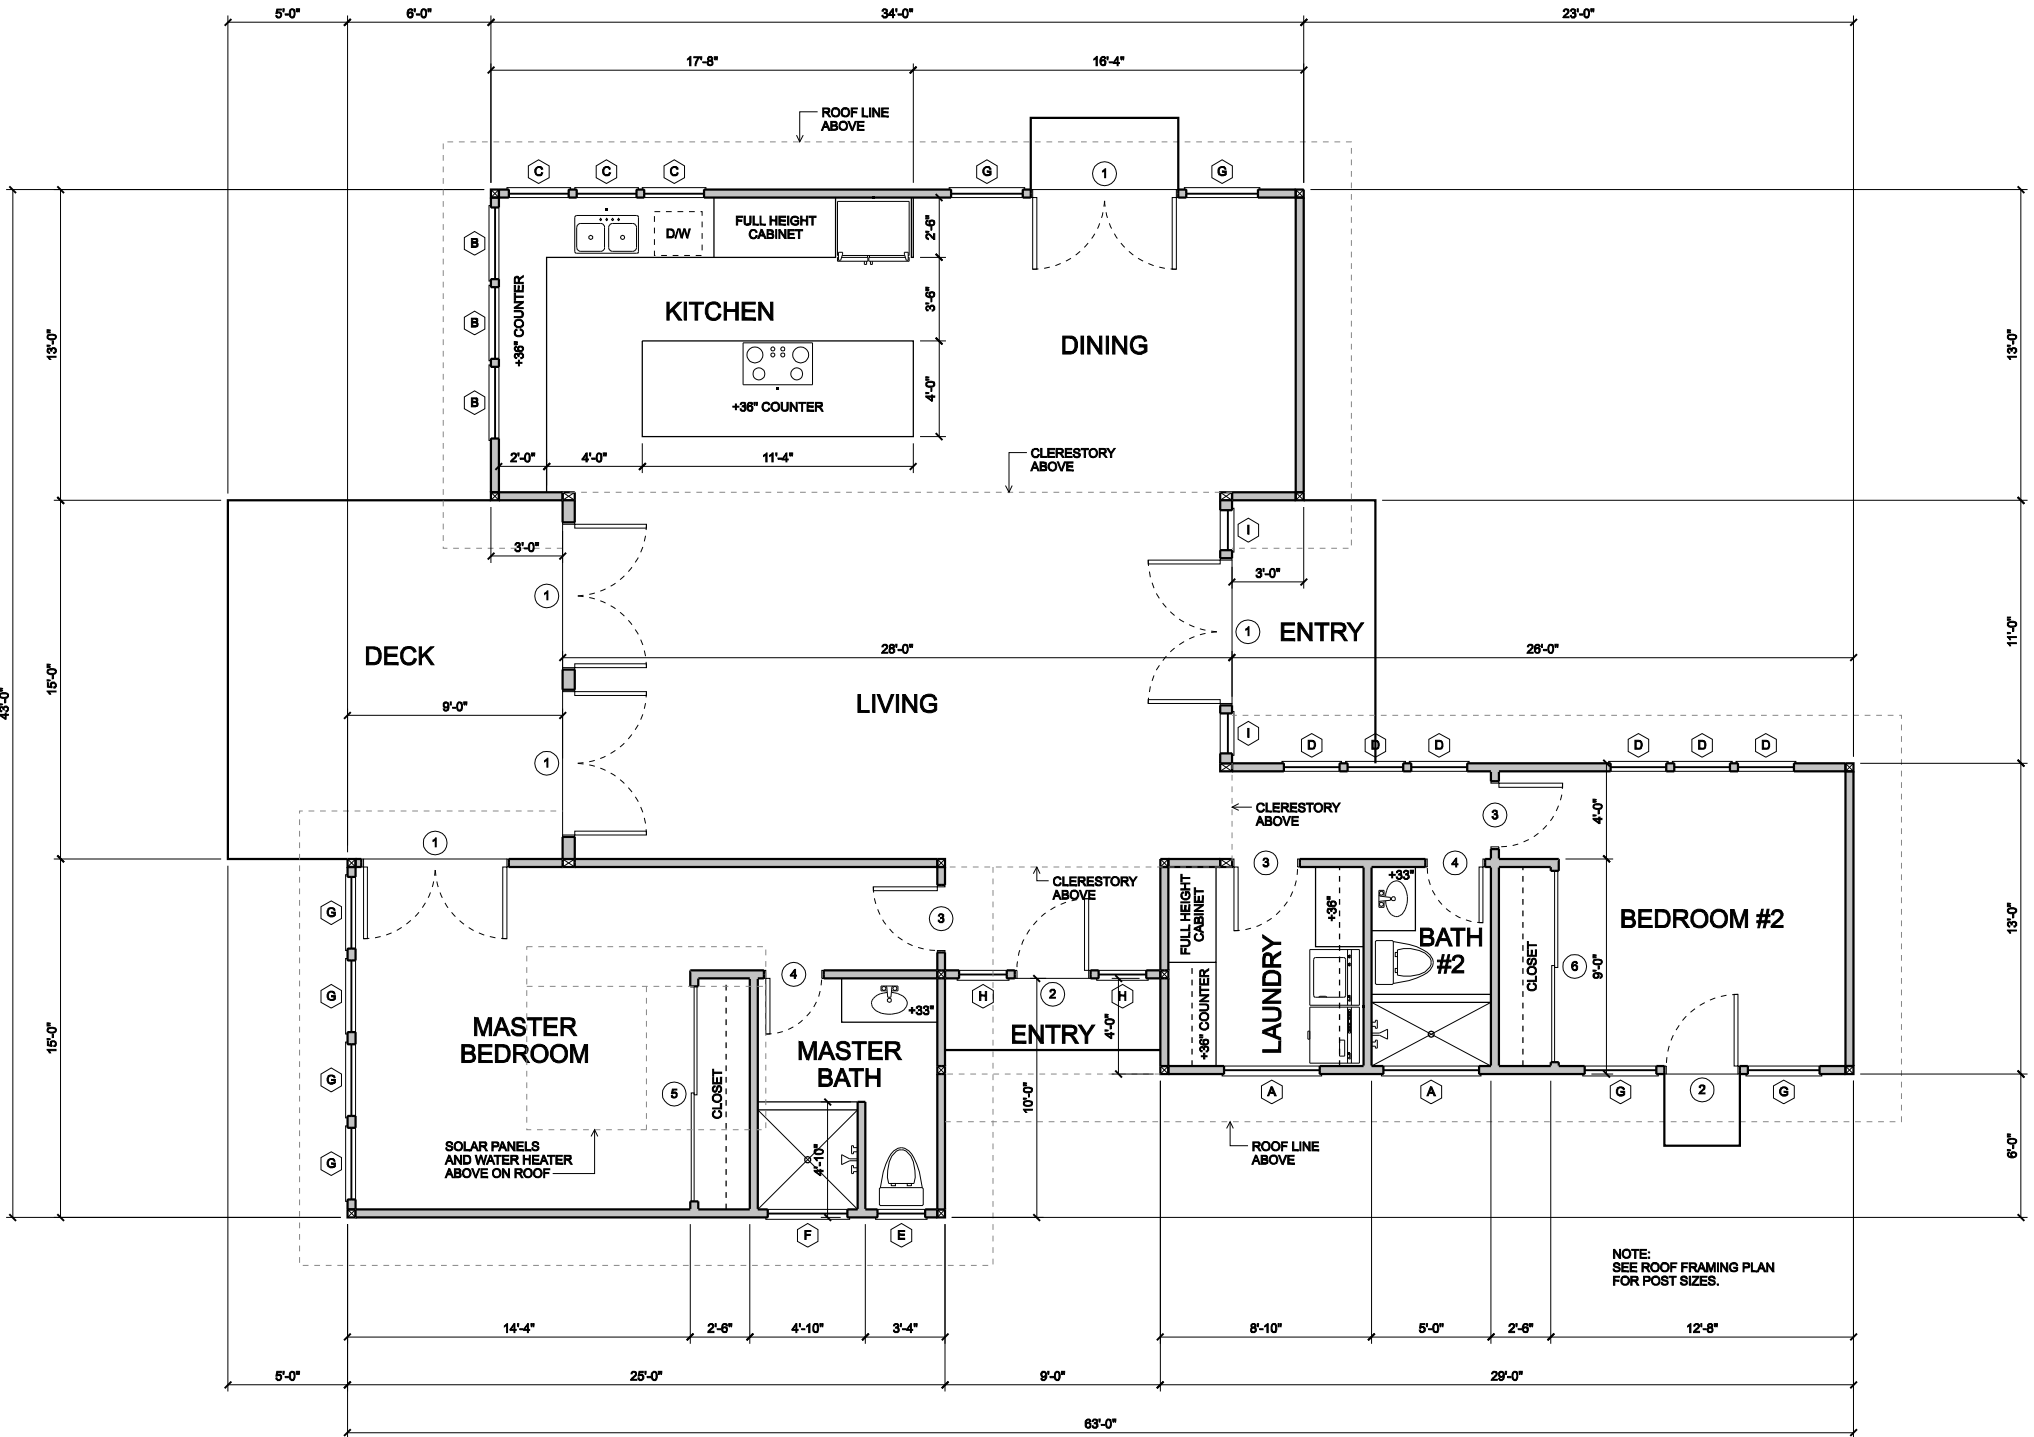 5'-0" 6'-0" 34'-0" 23'-0"
17'-8" 16'-4"
ROOF LINE
ABOVE
C C C G 1 G
FULL HEIGHT
CABINET
D/W
2'-6"
B
B
B
+36" COUNTER
KITCHEN
3'-6"
DINING
13'-0"
13'-0"
4'-0"
+36" COUNTER
CLERESTORY
ABOVE
2'-0" 4'-0" 11'-4"
I
3'-0"
3'-0"
1
1
ENTRY
11'-0"
DECK
28'-0"
26'-0"
15'-0"
43'-0"
LIVING
9'-0"
I
D D D D D D
1
CLERESTORY
ABOVE
3
4'-0"
1
3
4
CLERESTORY
ABOVE
+33"
G
3
FULL HEIGHT
CABINET
+36"
BEDROOM #2
13'-0"
BATH
#2
LAUNDRY
CLOSET
6
9'-0"
4
G
H 2 H
+33"
+36" COUNTER
MASTER
BEDROOM
ENTRY
4'-0"
15'-0"
MASTER
BATH
G
5
CLOSET
10'-0"
A A G 2 G
SOLAR PANELS
AND WATER HEATER
ABOVE ON ROOF
4'-10"
ROOF LINE
ABOVE
6'-0"
G
F E
NOTE:
SEE ROOF FRAMING PLAN
FOR POST SIZES.
14'-4" 2'-6" 4'-10" 3'-4" 8'-10" 5'-0" 2'-6" 12'-8"
5'-0" 25'-0" 9'-0" 29'-0"
63'-0"